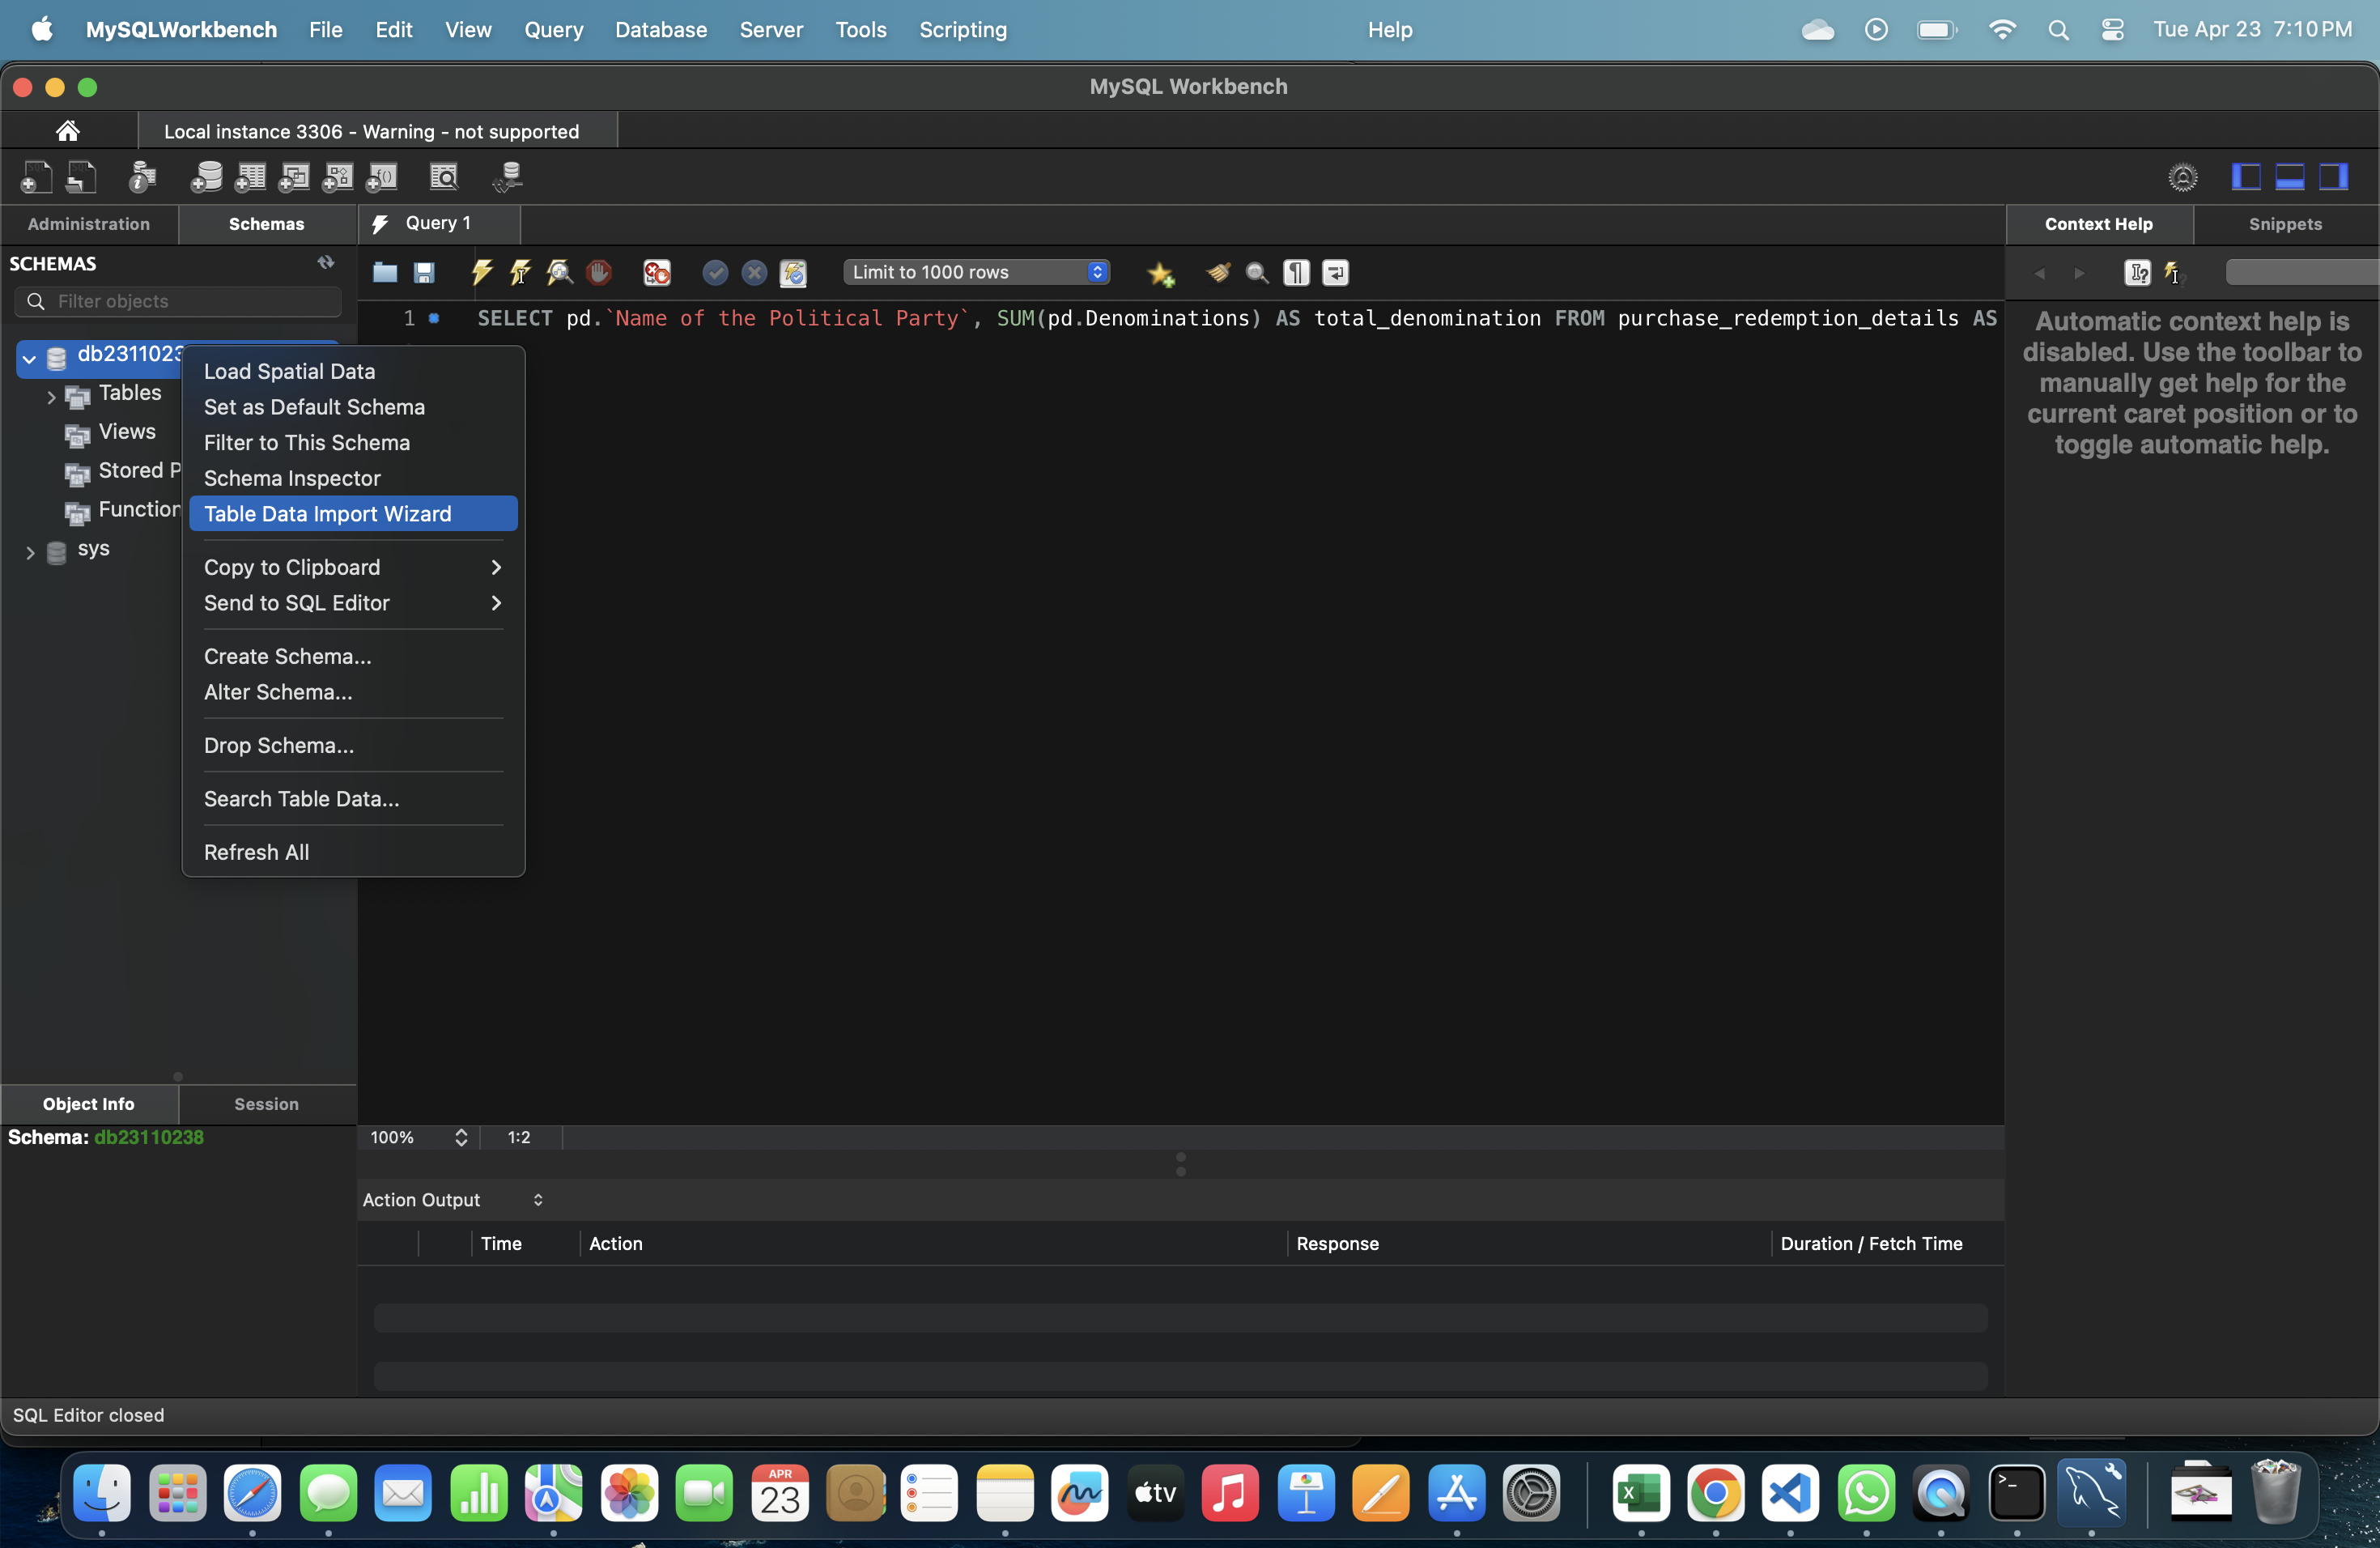 MySQLWorkbench File Edit View Query Database Server Tools Scripting Help Tue Apr 23 7:10 PM
MySQL Workbench
Local instance 3306 - Warning - not supported
Administration Schemas Query 1 Context Help Snippets
SCHEMAS
Limit to 1000 rows
Filter objects
1 SELECT pd.`Name of the Political Party`, SUM(pd.Denominations) AS total_denomination FROM purchase_redemption_details AS
Automatic context help is
disabled. Use the toolbar to
manually get help for the
current caret position or to
toggle automatic help.
db2311023
Tables
Views
Stored P
Function
sys
Load Spatial Data
Set as Default Schema
Filter to This Schema
Schema Inspector
Table Data Import Wizard
Copy to Clipboard
Send to SQL Editor
Create Schema...
Alter Schema...
Drop Schema...
Search Table Data...
Refresh All
Object Info Session
Schema: db23110238
100% 1:2
Action Output
Time Action Response Duration / Fetch Time
SQL Editor closed
APR
23
tv